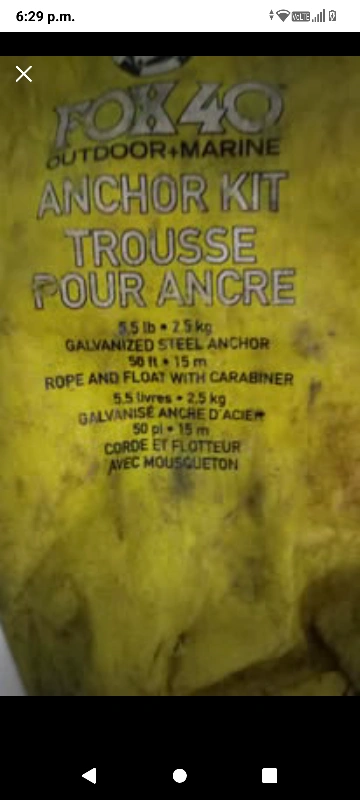 6:29 p.m.
FOX 40
OUTDOOR+MARINE
ANCHOR KIT
TROUSSE
POUR ANCRE
5,5 lb • 2.5 kg
GALVANIZED STEEL ANCHOR
50 ft • 15 m
ROPE AND FLOAT WITH CARABINER
5.5 livres • 2,5 kg
GALVANISÉ ANCRE D'ACIER
50 pi • 15 m
CORDE ET FLOTTEUR
AVEC MOUSQUETON